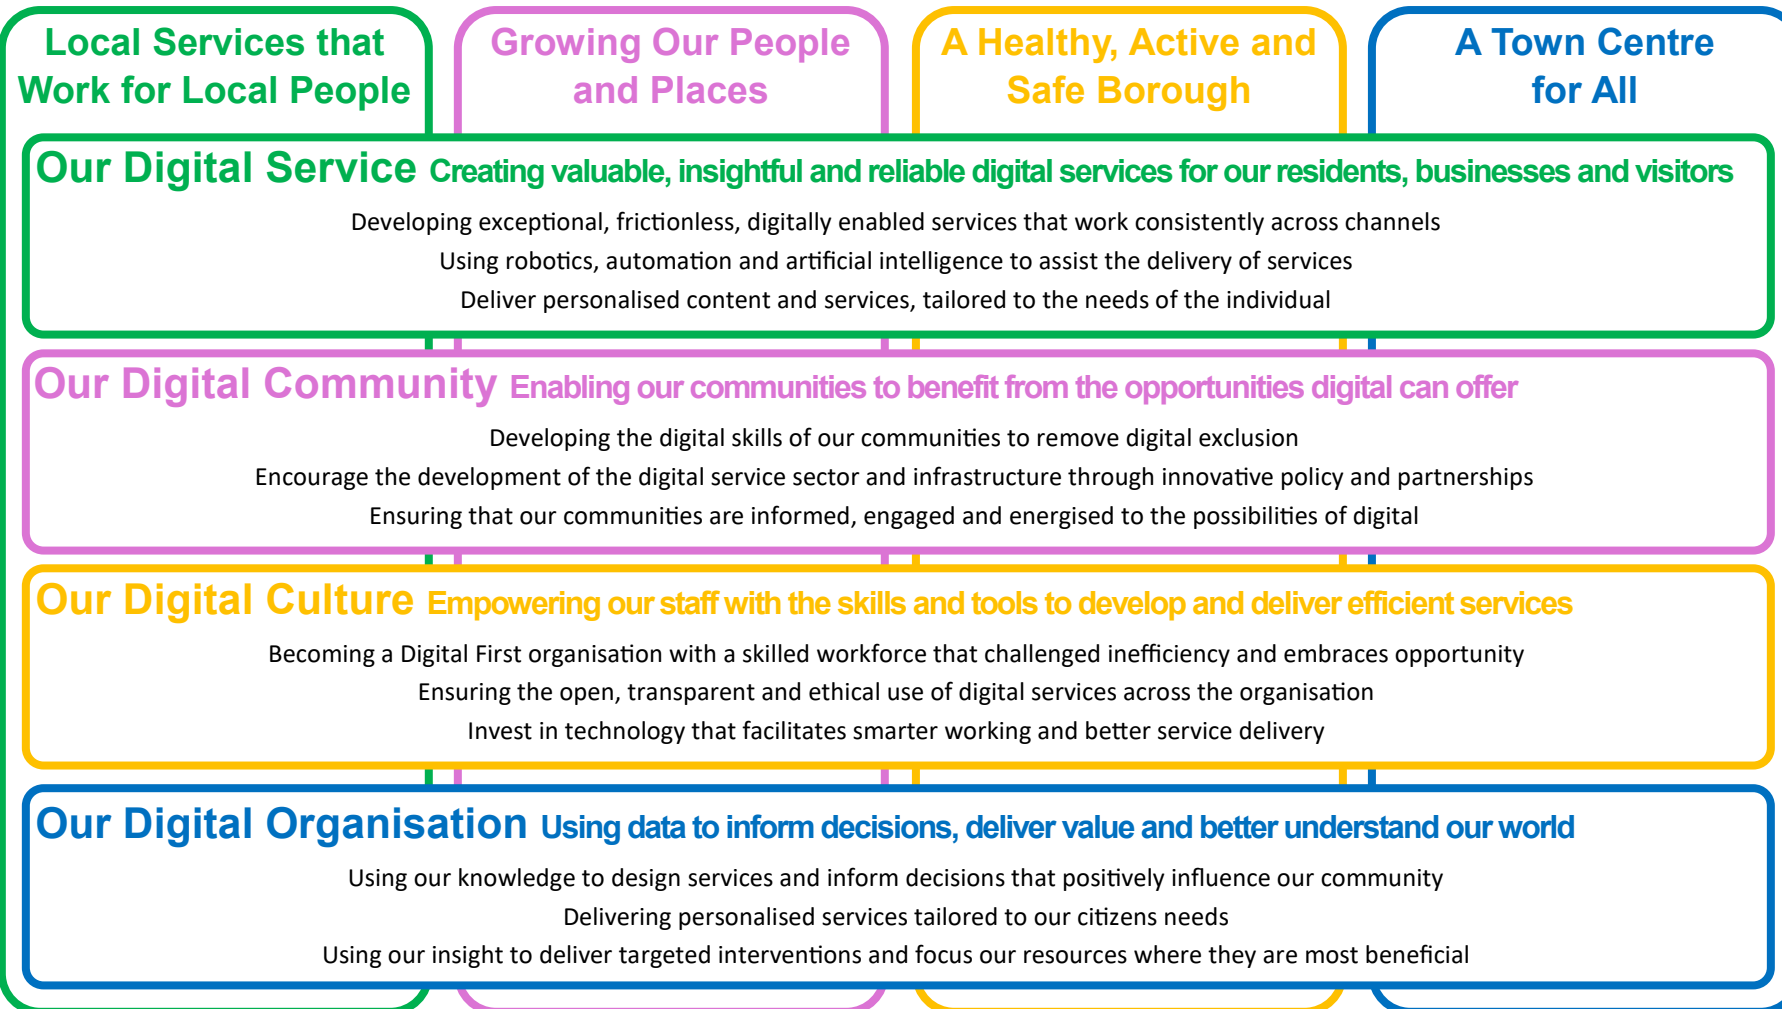 Local Services that
Work for Local People
Growing Our People
and Places
A Healthy, Active and
Safe Borough
A Town Centre
for All
Our Digital Service Creating valuable, insightful and reliable digital services for our residents, businesses and visitors
Developing exceptional, frictionless, digitally enabled services that work consistently across channels
Using robotics, automation and artificial intelligence to assist the delivery of services
Deliver personalised content and services, tailored to the needs of the individual
Our Digital Community Enabling our communities to benefit from the opportunities digital can offer
Developing the digital skills of our communities to remove digital exclusion
Encourage the development of the digital service sector and infrastructure through innovative policy and partnerships
Ensuring that our communities are informed, engaged and energised to the possibilities of digital
Our Digital Culture Empowering our staff with the skills and tools to develop and deliver efficient services
Becoming a Digital First organisation with a skilled workforce that challenged inefficiency and embraces opportunity
Ensuring the open, transparent and ethical use of digital services across the organisation
Invest in technology that facilitates smarter working and better service delivery
Our Digital Organisation Using data to inform decisions, deliver value and better understand our world
Using our knowledge to design services and inform decisions that positively influence our community
Delivering personalised services tailored to our citizens needs
Using our insight to deliver targeted interventions and focus our resources where they are most beneficial